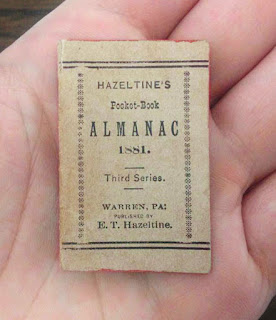 HAZELTINE'S
Pocket-Book
ALMANAC
1881.
Third Series.
WARREN, PA:
PUBLISHED BY
E. T. Hazeltine.